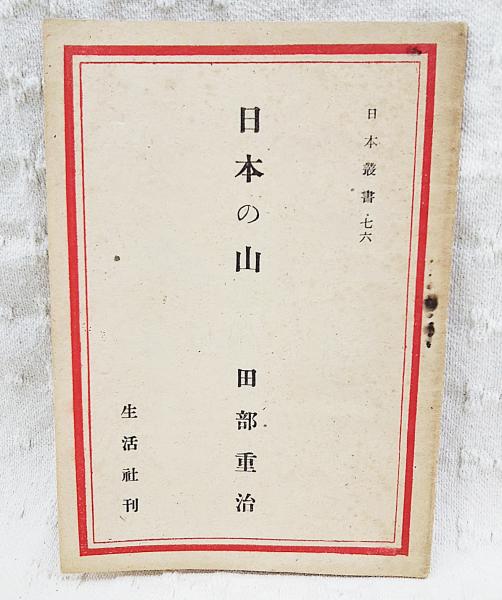 日本叢書・七六
日本の山
田部重治
生活社刊